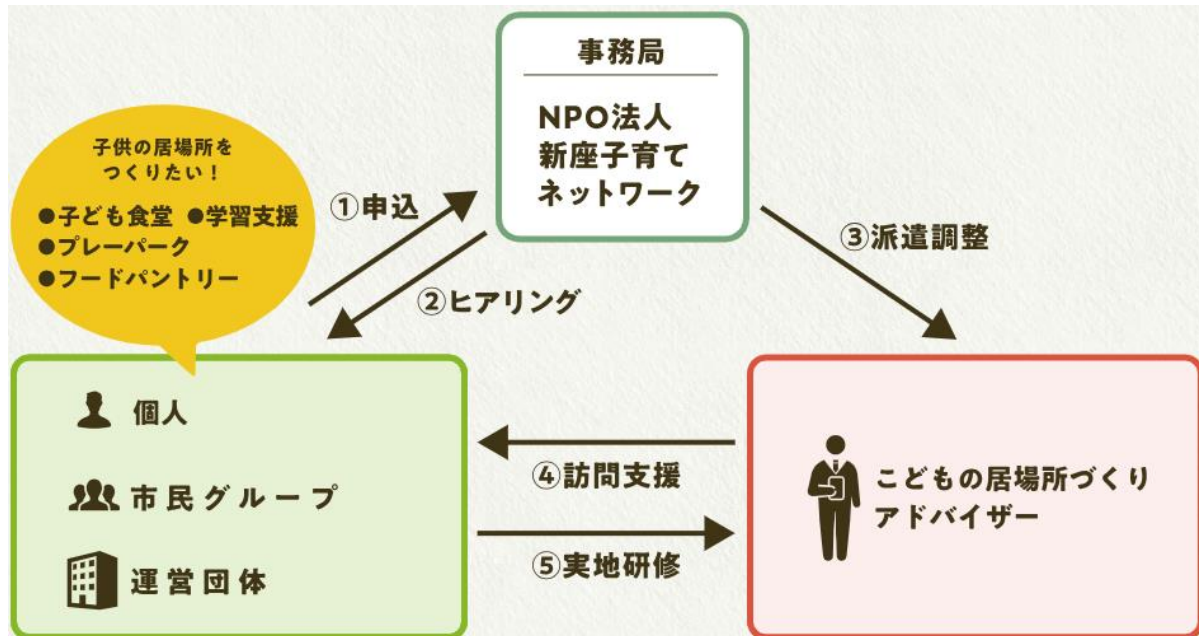 事務局
NPO法人
新座子育て
ネットワーク
子供の居場所を
つくりたい！
●子ども食堂 ●学習支援
●プレーパーク
●フードパントリー
①申込
②ヒアリング
③派遣調整
個人
市民グループ
運営団体
④訪問支援
⑤実地研修
こどもの居場所づくり
アドバイザー